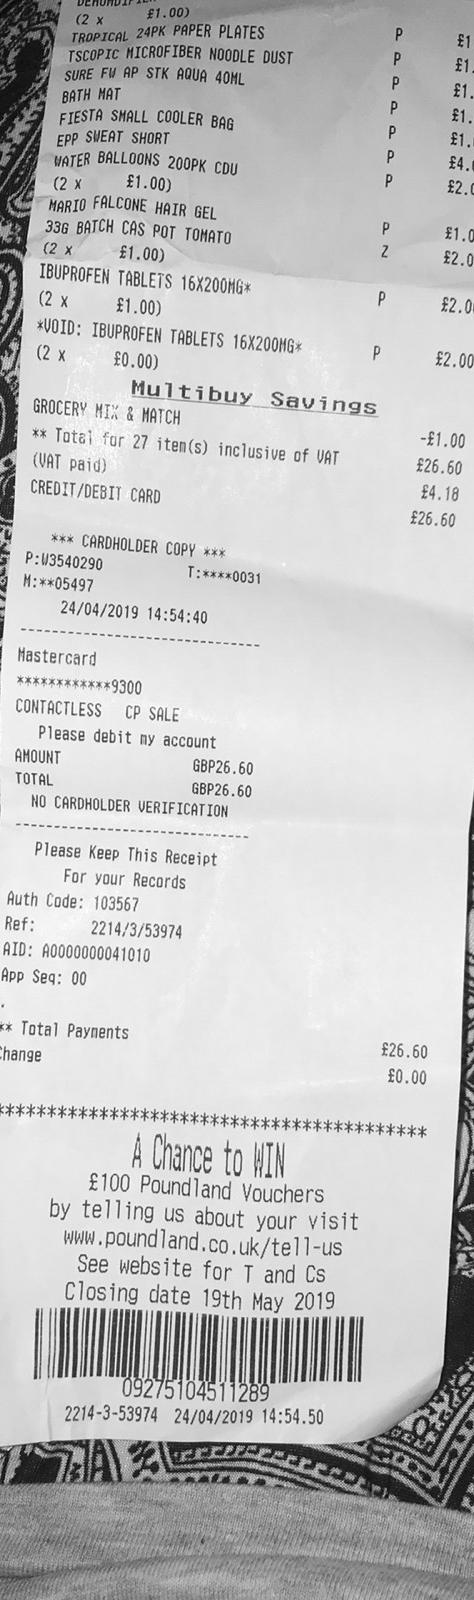 (2 x £1.00)
TROPICAL 24PK PAPER PLATES P £1
TSCOPIC MICROFIBER NOODLE DUST P £1.
SURE FW AP STK AQUA 40ML P £1.
BATH MAT P £1.
FIESTA SMALL COOLER BAG P £1.
EPP SWEAT SHORT P £4.
WATER BALLOONS 200PK CDU P £2.
(2 x £1.00)
MARIO FALCONE HAIR GEL P £1.0
33G BATCH CAS POT TOMATO Z £2.0
(2 x £1.00)
IBUPROFEN TABLETS 16X200MG* P £2.0
(2 x £1.00)
*VOID: IBUPROFEN TABLETS 16X200MG* P £2.00
(2 x £0.00)
Multibuy Savings
GROCERY MIX & MATCH -£1.00
** Total for 27 item(s) inclusive of VAT £26.60
(VAT paid) £4.18
CREDIT/DEBIT CARD £26.60
*** CARDHOLDER COPY ***
P:W3540290 T:****0031
M:**05497
24/04/2019 14:54:40
Mastercard
************9300
CONTACTLESS CP SALE
Please debit my account
AMOUNT GBP26.60
TOTAL GBP26.60
NO CARDHOLDER VERIFICATION
Please Keep This Receipt
For your Records
Auth Code: 103567
Ref: 2214/3/53974
AID: A0000000041010
App Seq: 00
.
** Total Payments £26.60
Change £0.00
A Chance to WIN
£100 Poundland Vouchers
by telling us about your visit
www.poundland.co.uk/tell-us
See website for T and Cs
Closing date 19th May 2019
09275104511289
2214-3-53974 24/04/2019 14:54.50